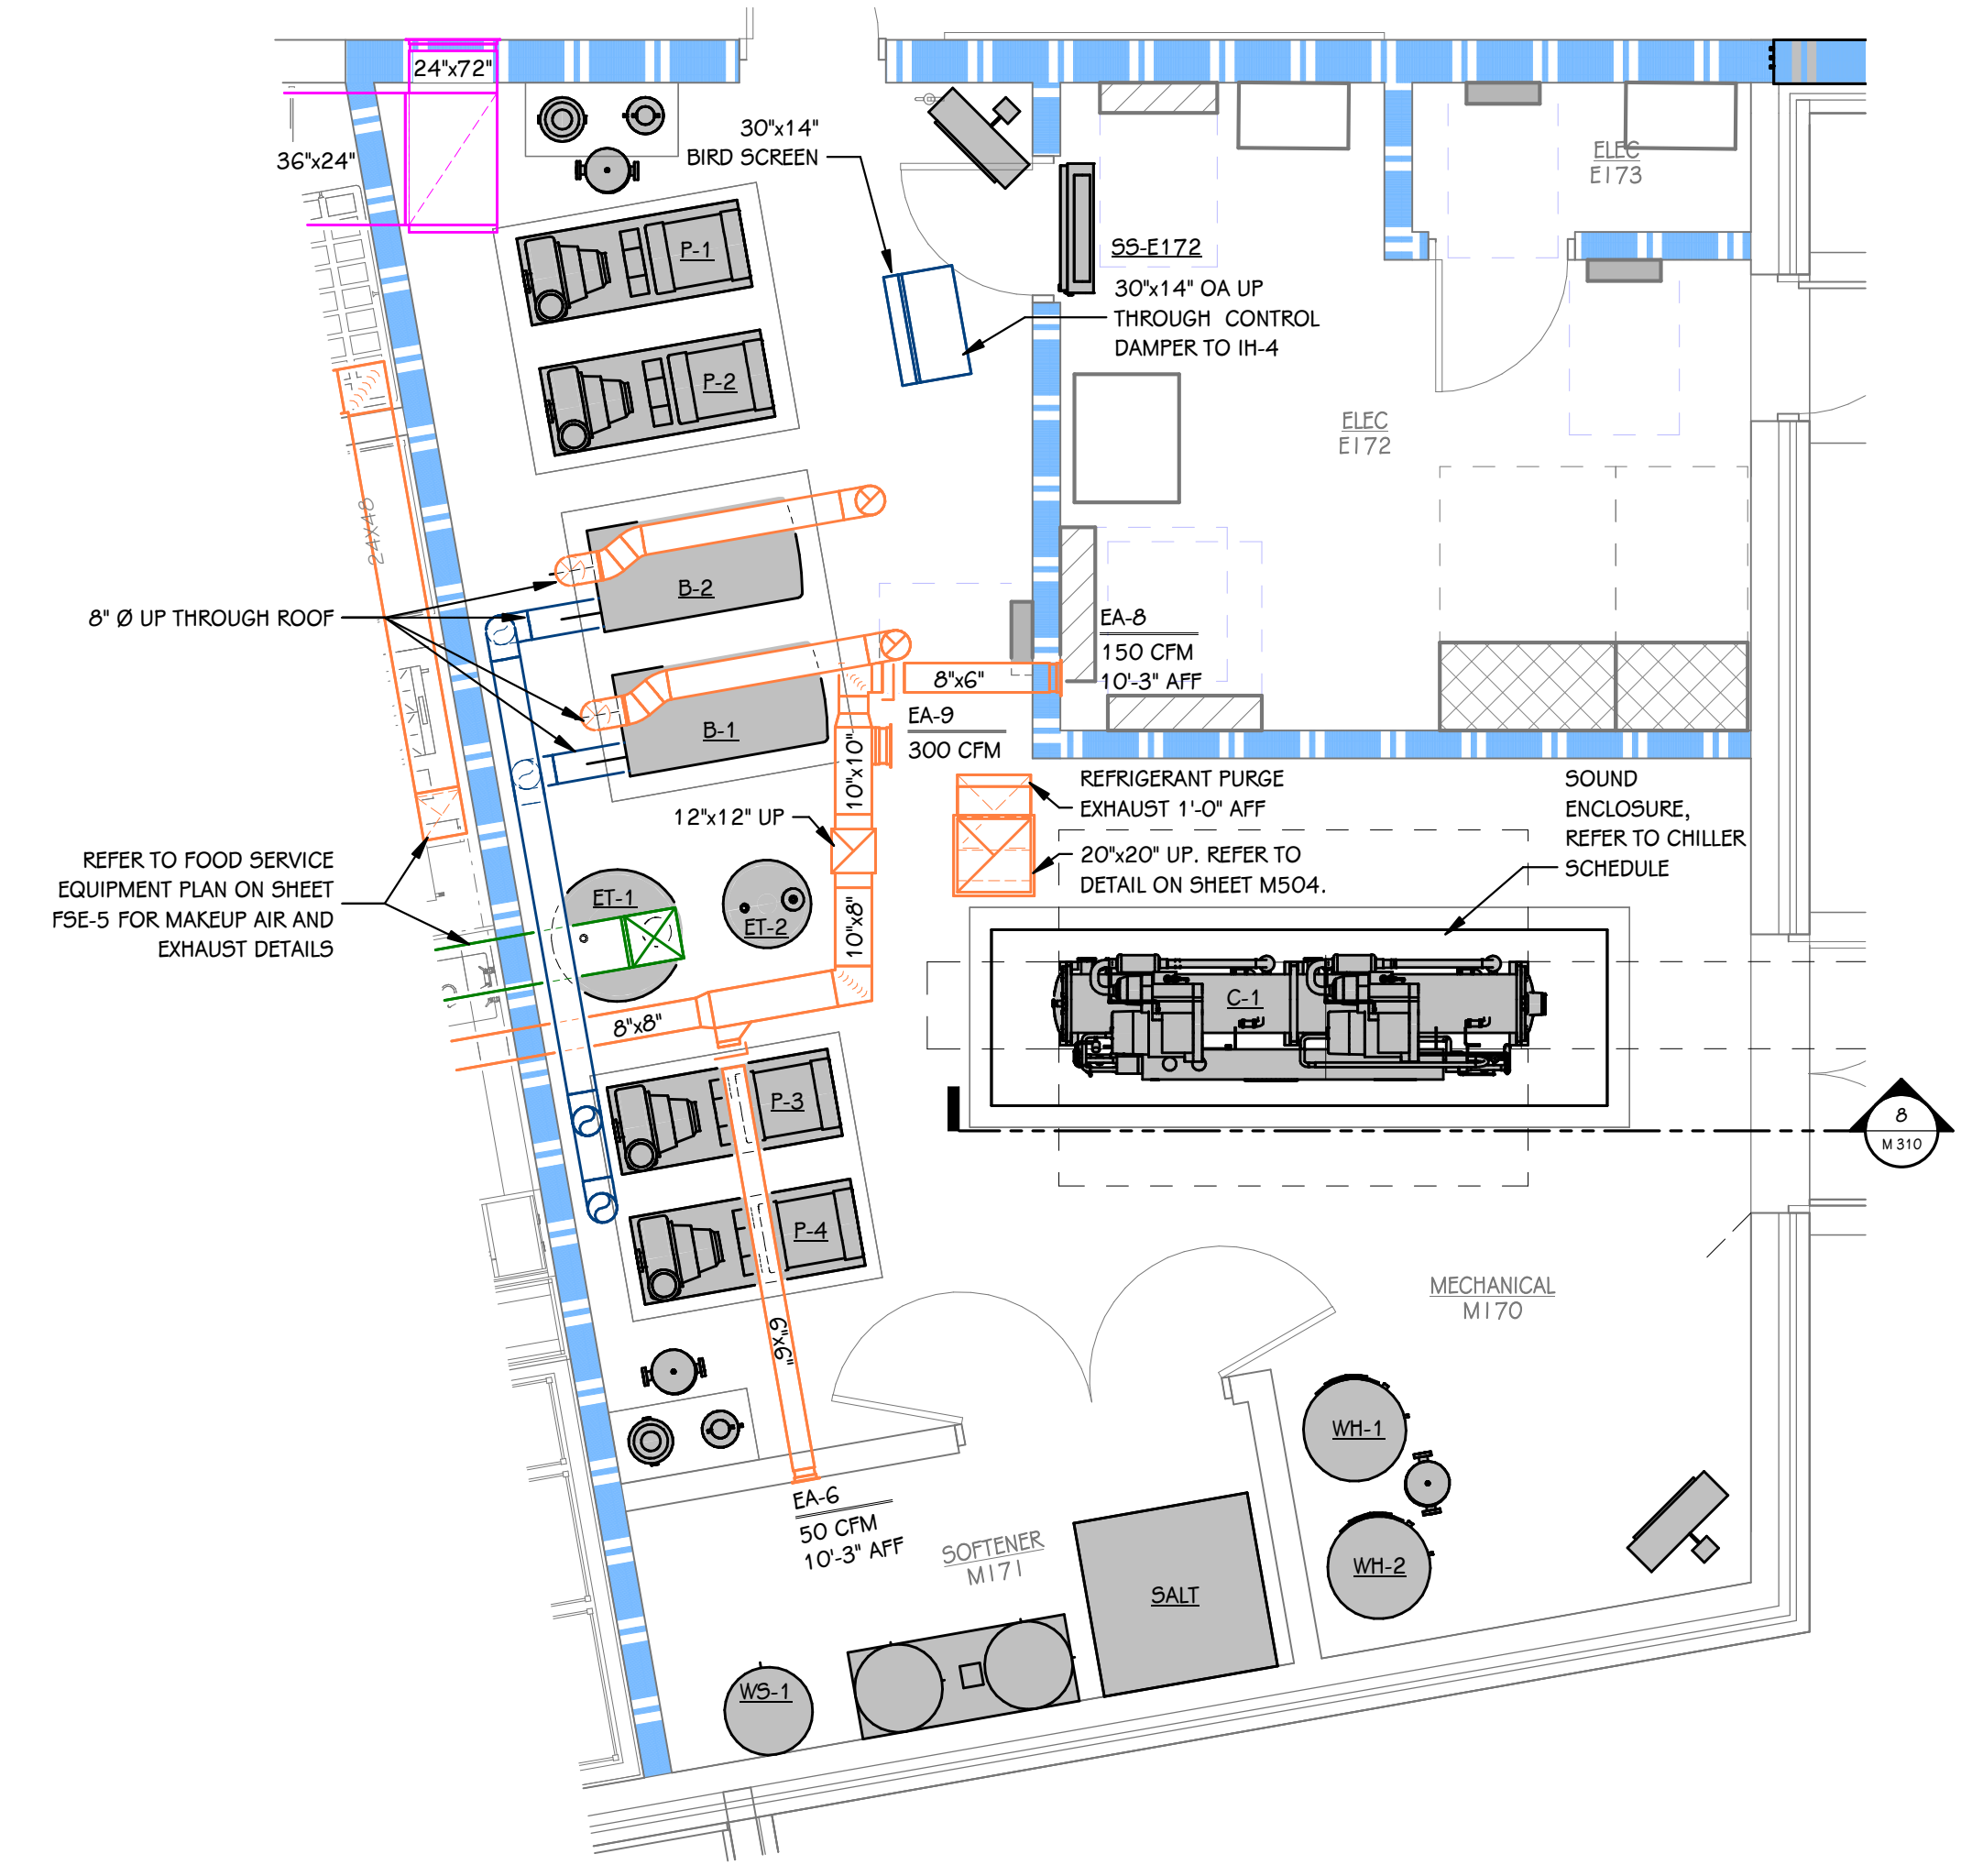 24"x72"
36"x24"
30"x14"
BIRD SCREEN
ELEC
E173
P-1
SS-E172
30"x14" OA UP
THROUGH CONTROL
DAMPER TO IH-4
P-2
ELEC
E172
24X48
B-2
8" Ø UP THROUGH ROOF
EA-8
150 CFM
10'-3" AFF
8"x6"
EA-9
300 CFM
B-1
10"x10"
REFRIGERANT PURGE
EXHAUST 1'-0" AFF
SOUND
ENCLOSURE,
REFER TO CHILLER
SCHEDULE
12"x12" UP
20"x20" UP. REFER TO
DETAIL ON SHEET M504.
REFER TO FOOD SERVICE
EQUIPMENT PLAN ON SHEET
FSE-5 FOR MAKEUP AIR AND
EXHAUST DETAILS
ET-1
ET-2
10"x8"
C-1
8"x8"
P-3
8
M 310
P-4
6"x6"
MECHANICAL
M170
WH-1
EA-6
50 CFM
10'-3" AFF
SOFTENER
M171
WH-2
SALT
WS-1